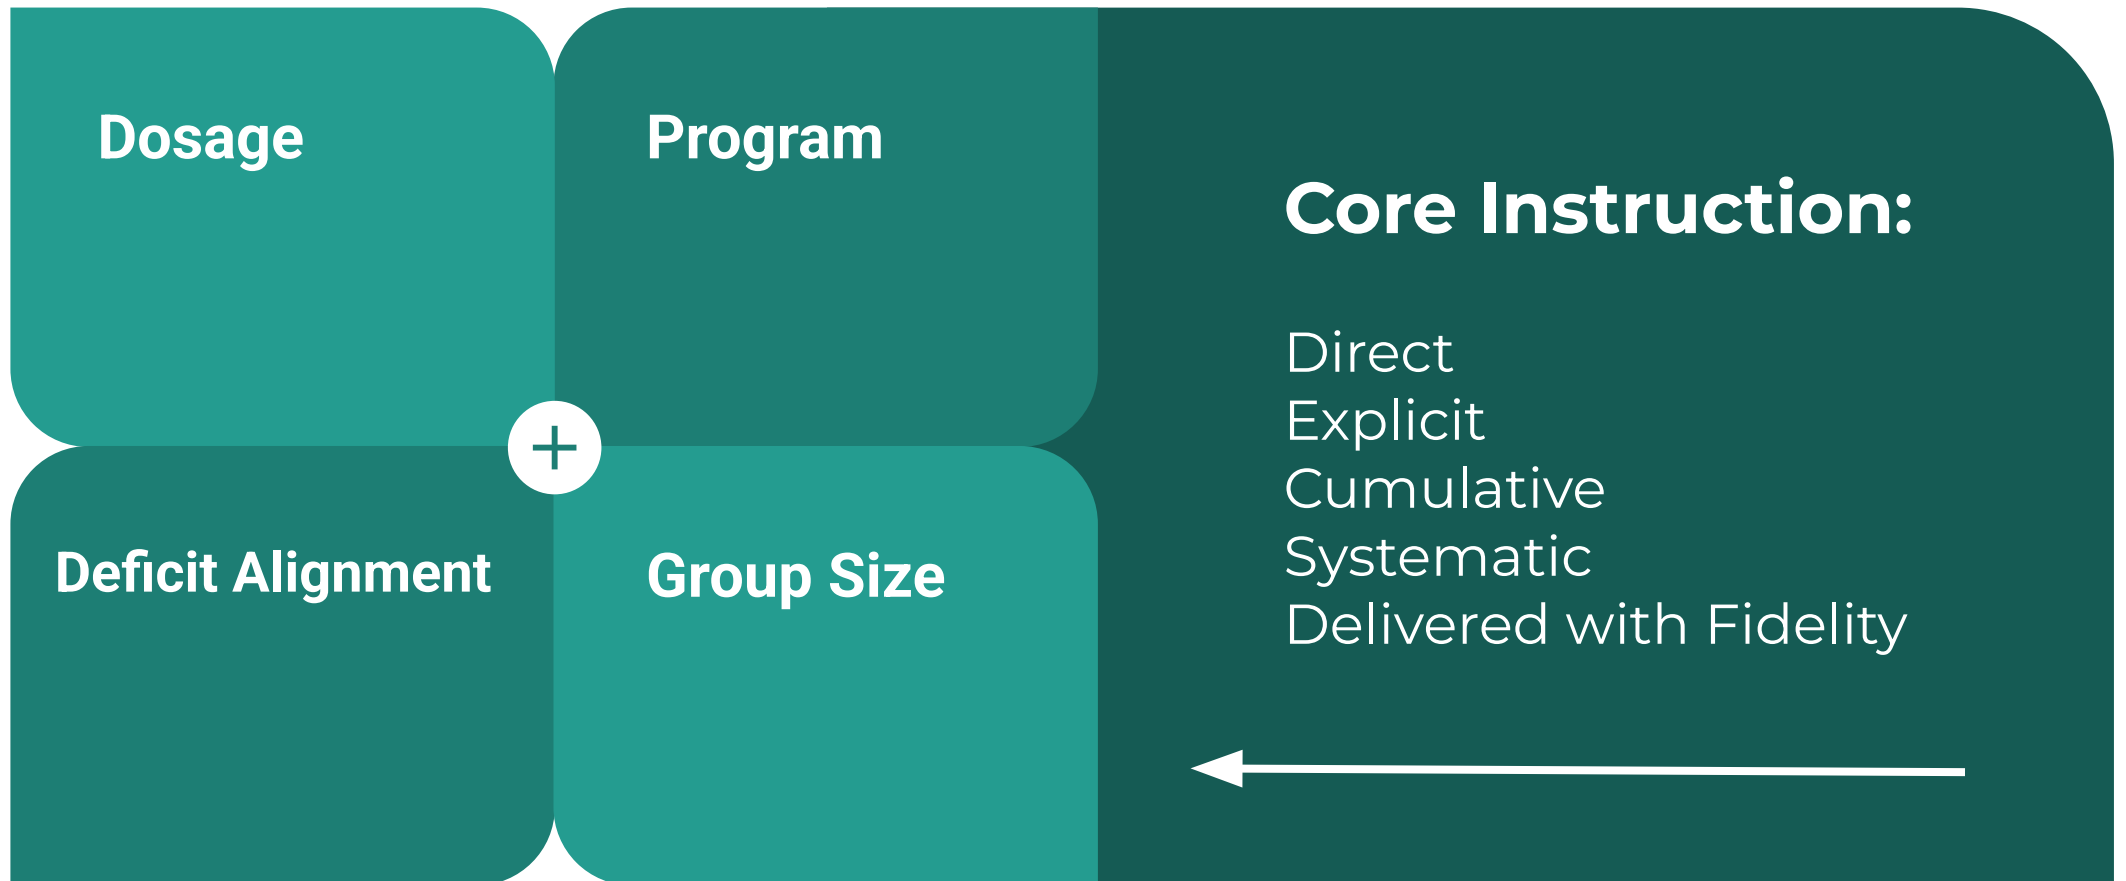 Dosage
Program
Deficit Alignment
Group Size
Core Instruction:
Direct
Explicit
Cumulative
Systematic
Delivered with Fidelity